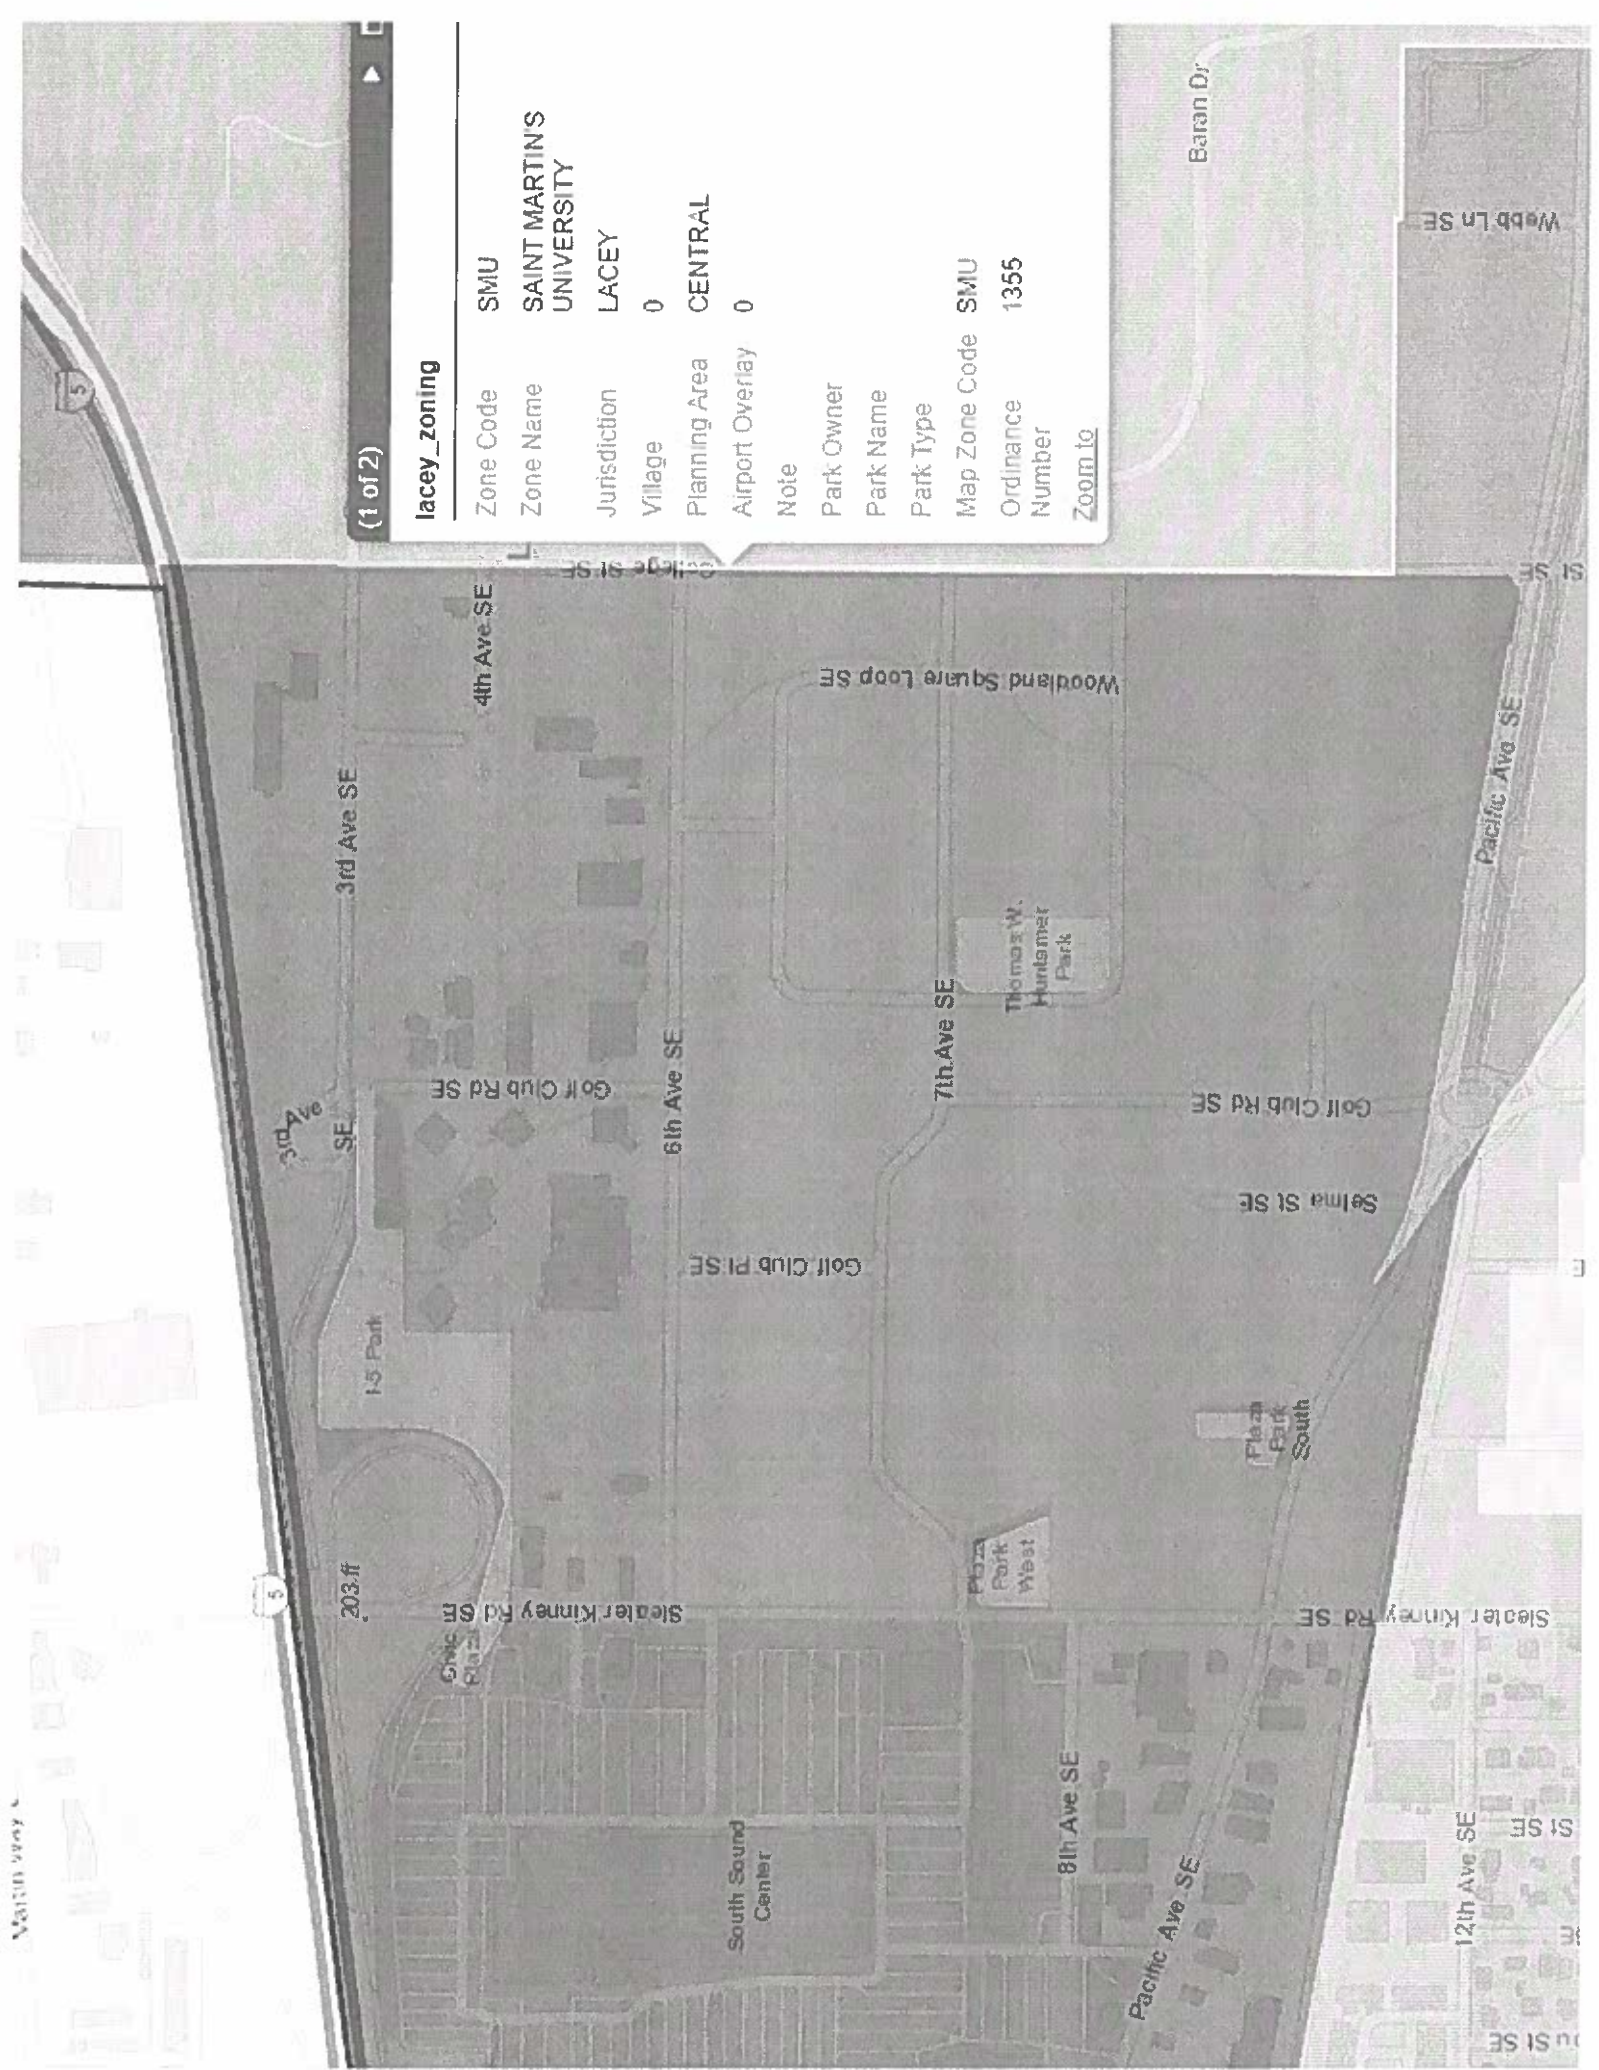 (1 of 2)
lacey_zoning
Zone Code SMU
Zone Name SAINT MARTIN'S
UNIVERSITY
Jurisdiction LACEY
Village 0
Planning Area CENTRAL
Airport Overlay 0
Note
Park Owner
Park Name
Park Type
Map Zone Code SMU
Ordinance 1355
Number
Zoom to
5
5
203 ft
3rd Ave
SE
3rd Ave SE
4th Ave SE
College St SE
I-5 Park
Golf Club Rd SE
Sleater Kinney Rd SE
Civic
Plaza
6th Ave SE
Golf Club Pl SE
South Sound
Center
Woodland Square Loop SE
7th Ave SE
Thomas W.
Huntamer
Park
Plaza
Park
West
8th Ave SE
Pacific Ave SE
Plaza
Park
South
Selma St SE
Golf Club Rd SE
Sleater Kinney Rd SE
Pacific Ave SE
Baran Dr
Webb Ln SE
St SE
12th Ave SE
St SE
St SE